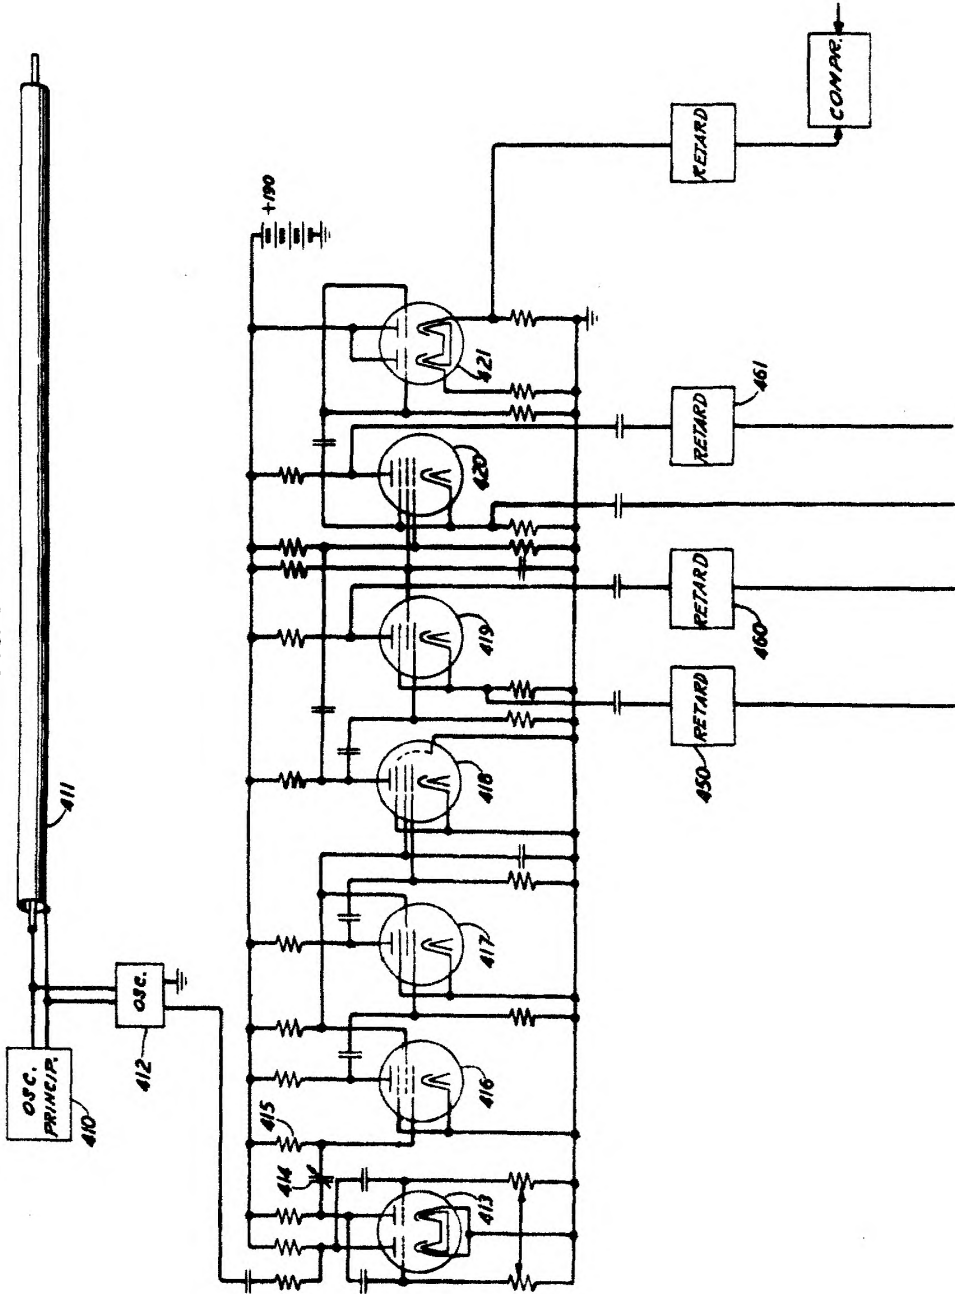 411
OSC.
PRINCIP.
410
OSC.
412
+190
COMPR.
RETARD
421
420
RETARD
461
419
RETARD
460
418
RETARD
450
417
416
415
414
413